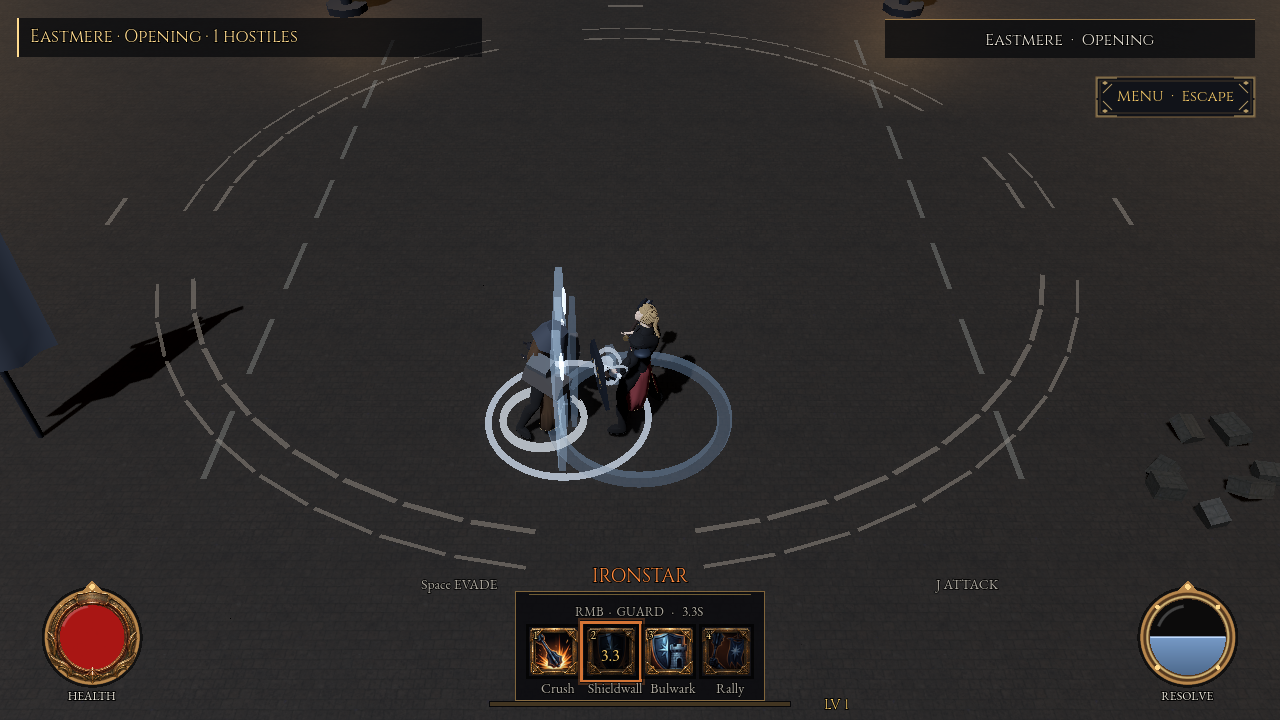 EASTMERE · OPENING · 1 HOSTILES
EASTMERE · OPENING
MENU · ESCAPE
Space EVADE
IRONSTAR
J ATTACK
RMB · GUARD · 3.3S
1
2
3
4
3.3
Crush
Shieldwall
Bulwark
Rally
HEALTH
RESOLVE
LV 1